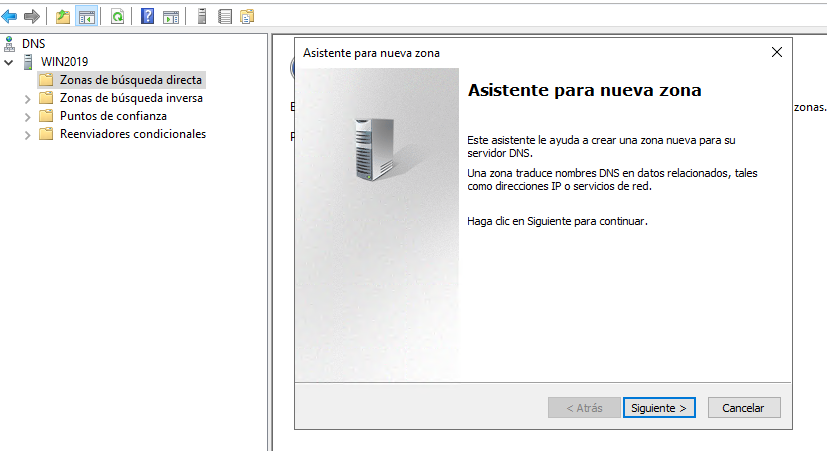 DNS
WIN2019
Zonas de búsqueda directa
Zonas de búsqueda inversa
Puntos de confianza
Reenviadores condicionales
Asistente para nueva zona
Asistente para nueva zona
Este asistente le ayuda a crear una zona nueva para su
servidor DNS.
Una zona traduce nombres DNS en datos relacionados, tales
como direcciones IP o servicios de red.
Haga clic en Siguiente para continuar.
zonas.
< Atrás
Siguiente >
Cancelar